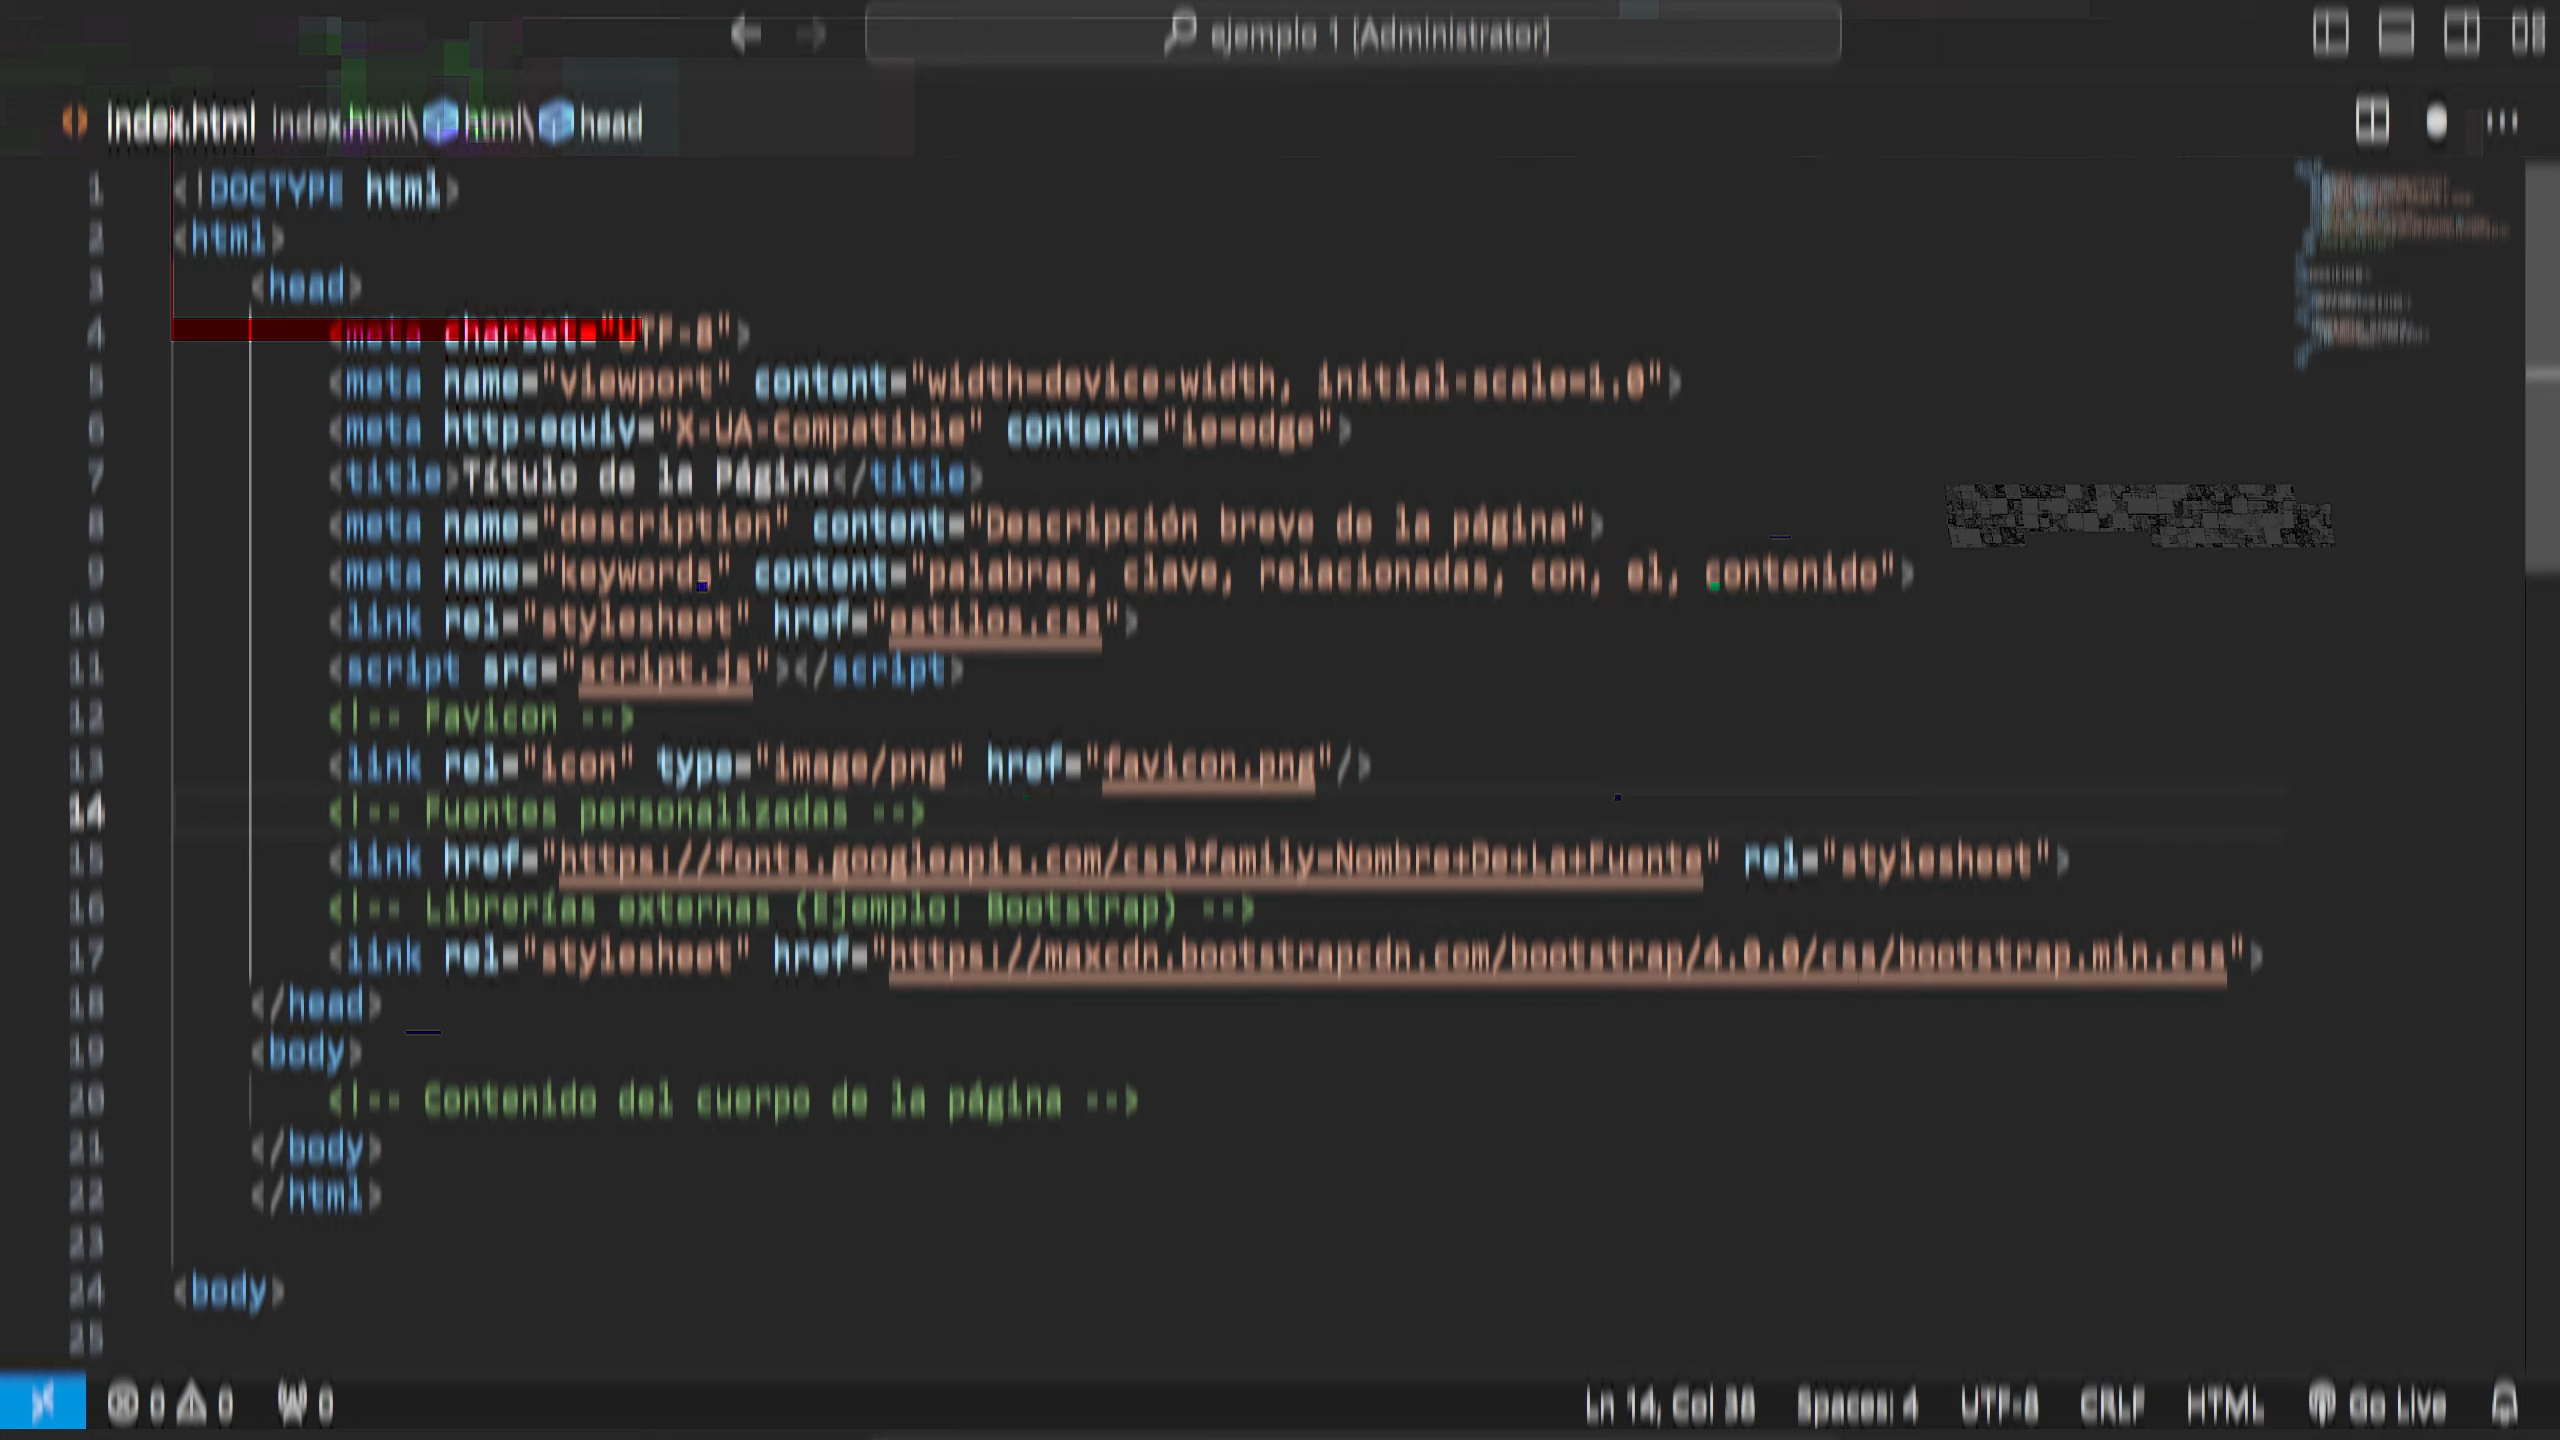 ejemplo 1 [Administrator]
Index.html index.html\ html\ head
1 <!DOCTYPE html>
2 <html>
3 <head>
4 <meta charset="UTF-8">
5 <meta name="viewport" content="width=device-width, initial-scale=1.0">
6 <meta http-equiv="X-UA-Compatible" content="ie=edge">
7 <title>Título de la Página</title>
8 <meta name="description" content="Descripción breve de la página">
9 <meta name="keywords" content="palabras, clave, relacionadas, con, el, contenido">
10 <link rel="stylesheet" href="estilos.css">
11 <script src="script.js"></script>
12 <!-- Favicon -->
13 <link rel="icon" type="image/png" href="favicon.png"/>
14 <!-- Fuentes personalizadas -->
15 <link href="https://fonts.googleapis.com/css?family=Nombre+De+La+Fuente" rel="stylesheet">
16 <!-- Librerías externas (Ejemplo: Bootstrap) -->
17 <link rel="stylesheet" href="https://maxcdn.bootstrapcdn.com/bootstrap/4.0.0/css/bootstrap.min.css">
18 </head>
19 <body>
20 <!-- Contenido del cuerpo de la página -->
21 </body>
22 </html>
23
24 <body>
25
0 0 W 0 Ln 14, Col 38 Spaces: 4 UTF-8 CRLF HTML Go Live